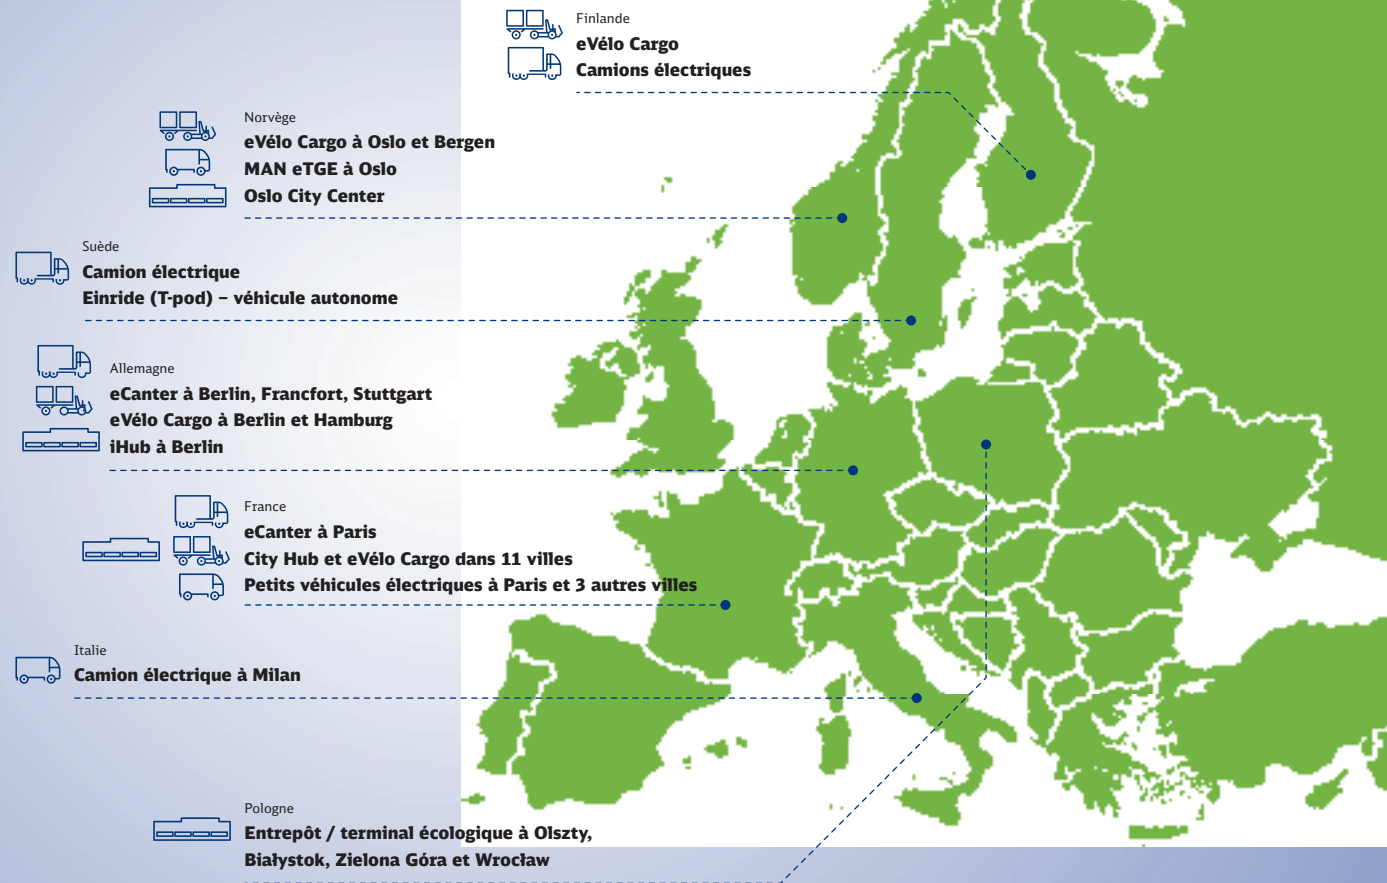 Finlande
eVélo Cargo
Camions électriques
Norvège
eVélo Cargo à Oslo et Bergen
MAN eTGE à Oslo
Oslo City Center
Suède
Camion électrique
Einride (T-pod) – véhicule autonome
Allemagne
eCanter à Berlin, Francfort, Stuttgart
eVélo Cargo à Berlin et Hamburg
iHub à Berlin
France
eCanter à Paris
City Hub et eVélo Cargo dans 11 villes
Petits véhicules électriques à Paris et 3 autres villes
Italie
Camion électrique à Milan
Pologne
Entrepôt / terminal écologique à Olszty,
Białystok, Zielona Góra et Wrocław